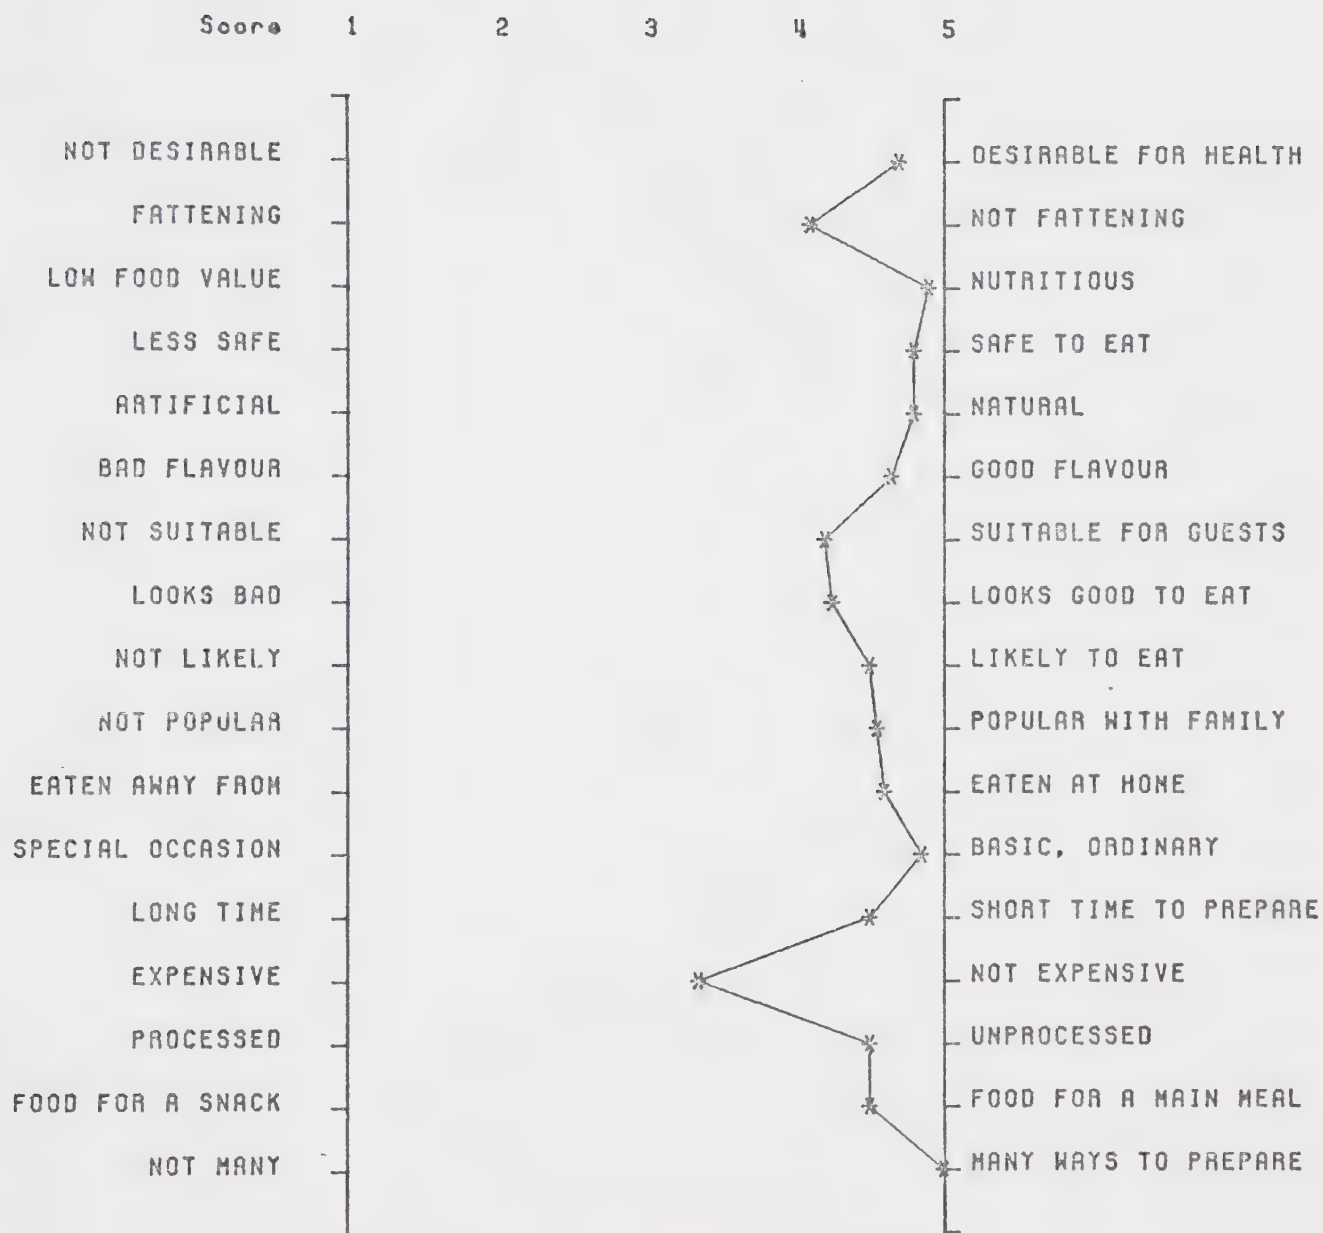 Score 1 2 3 4 5
NOT DESIRABLE DESIRABLE FOR HEALTH
FATTENING NOT FATTENING
LOW FOOD VALUE NUTRITIOUS
LESS SAFE SAFE TO EAT
ARTIFICIAL NATURAL
BAD FLAVOUR GOOD FLAVOUR
NOT SUITABLE SUITABLE FOR GUESTS
LOOKS BAD LOOKS GOOD TO EAT
NOT LIKELY LIKELY TO EAT
NOT POPULAR POPULAR WITH FAMILY
EATEN AWAY FROM EATEN AT HOME
SPECIAL OCCASION BASIC, ORDINARY
LONG TIME SHORT TIME TO PREPARE
EXPENSIVE NOT EXPENSIVE
PROCESSED UNPROCESSED
FOOD FOR A SNACK FOOD FOR A MAIN MEAL
NOT MANY MANY WAYS TO PREPARE